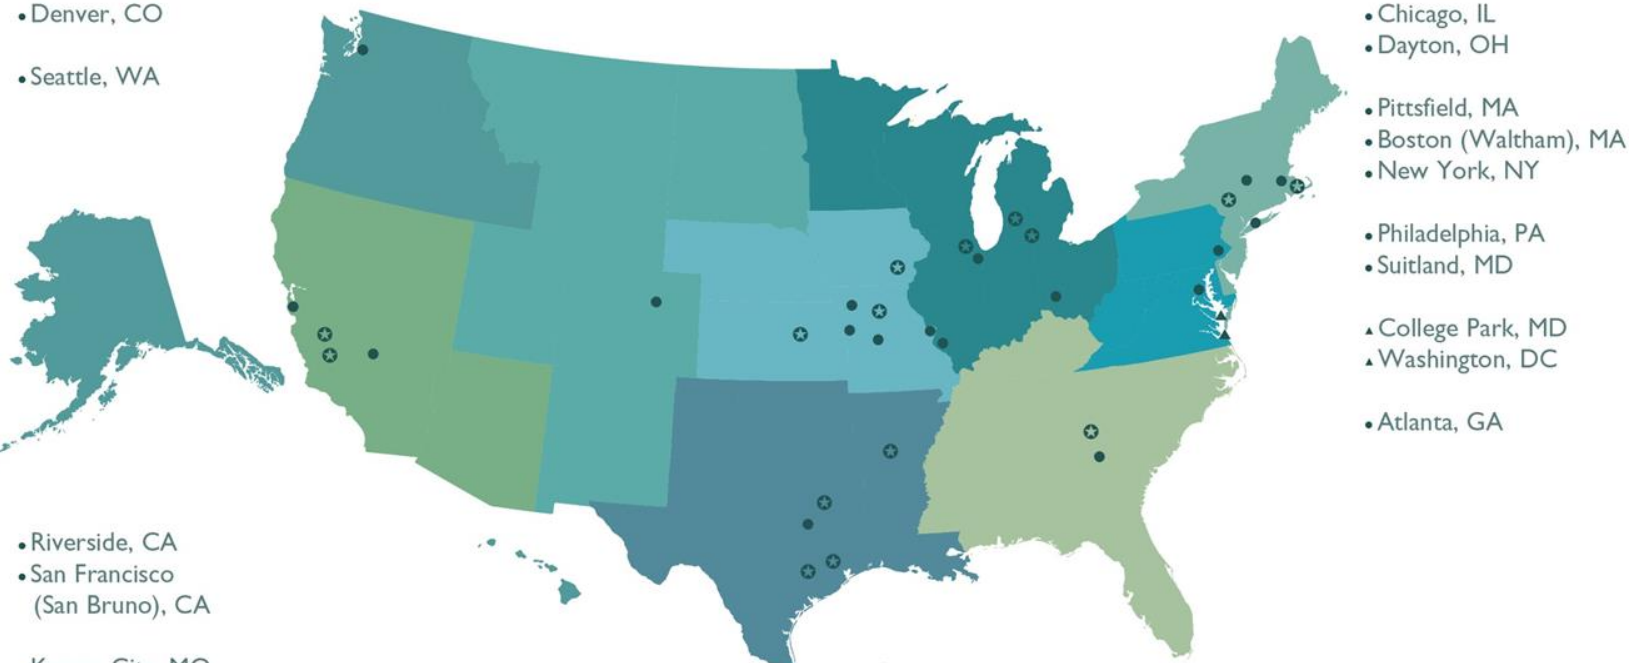 • Denver, CO
• Seattle, WA
• Riverside, CA
• San Francisco
(San Bruno), CA
• Chicago, IL
• Dayton, OH
• Pittsfield, MA
• Boston (Waltham), MA
• New York, NY
• Philadelphia, PA
• Suitland, MD
▲ College Park, MD
▲ Washington, DC
• Atlanta, GA